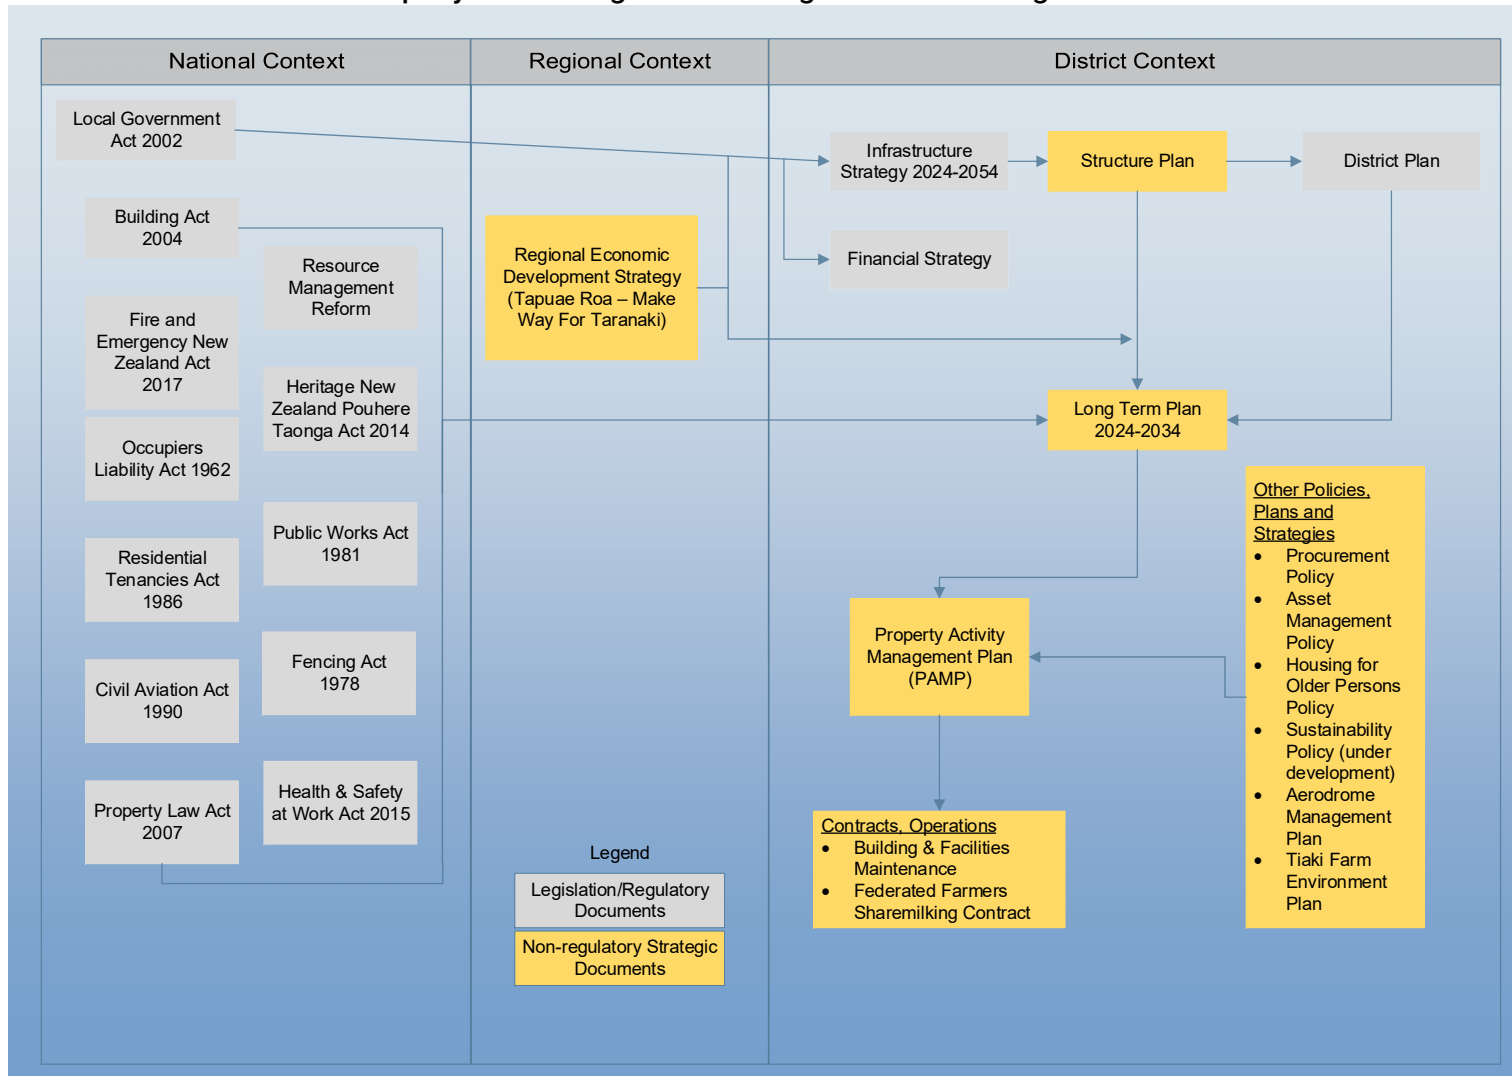 National Context
Regional Context
District Context
Local Government
Act 2002
Building Act
2004
Resource
Management
Reform
Fire and
Emergency New
Zealand Act
2017
Heritage New
Zealand Pouhere
Taonga Act 2014
Occupiers
Liability Act 1962
Public Works Act
1981
Residential
Tenancies Act
1986
Fencing Act
1978
Civil Aviation Act
1990
Health & Safety
at Work Act 2015
Property Law Act
2007
Regional Economic
Development Strategy
(Tapuae Roa – Make
Way For Taranaki)
Legend
Legislation/Regulatory
Documents
Non-regulatory Strategic
Documents
Infrastructure
Strategy 2024-2054
Structure Plan
District Plan
Financial Strategy
Long Term Plan
2024-2034
Property Activity
Management Plan
(PAMP)
Contracts, Operations
• Building & Facilities
Maintenance
• Federated Farmers
Sharemilking Contract
Other Policies,
Plans and
Strategies
• Procurement
Policy
• Asset
Management
Policy
• Housing for
Older Persons
Policy
• Sustainability
Policy (under
development)
• Aerodrome
Management
Plan
• Tiaki Farm
Environment
Plan